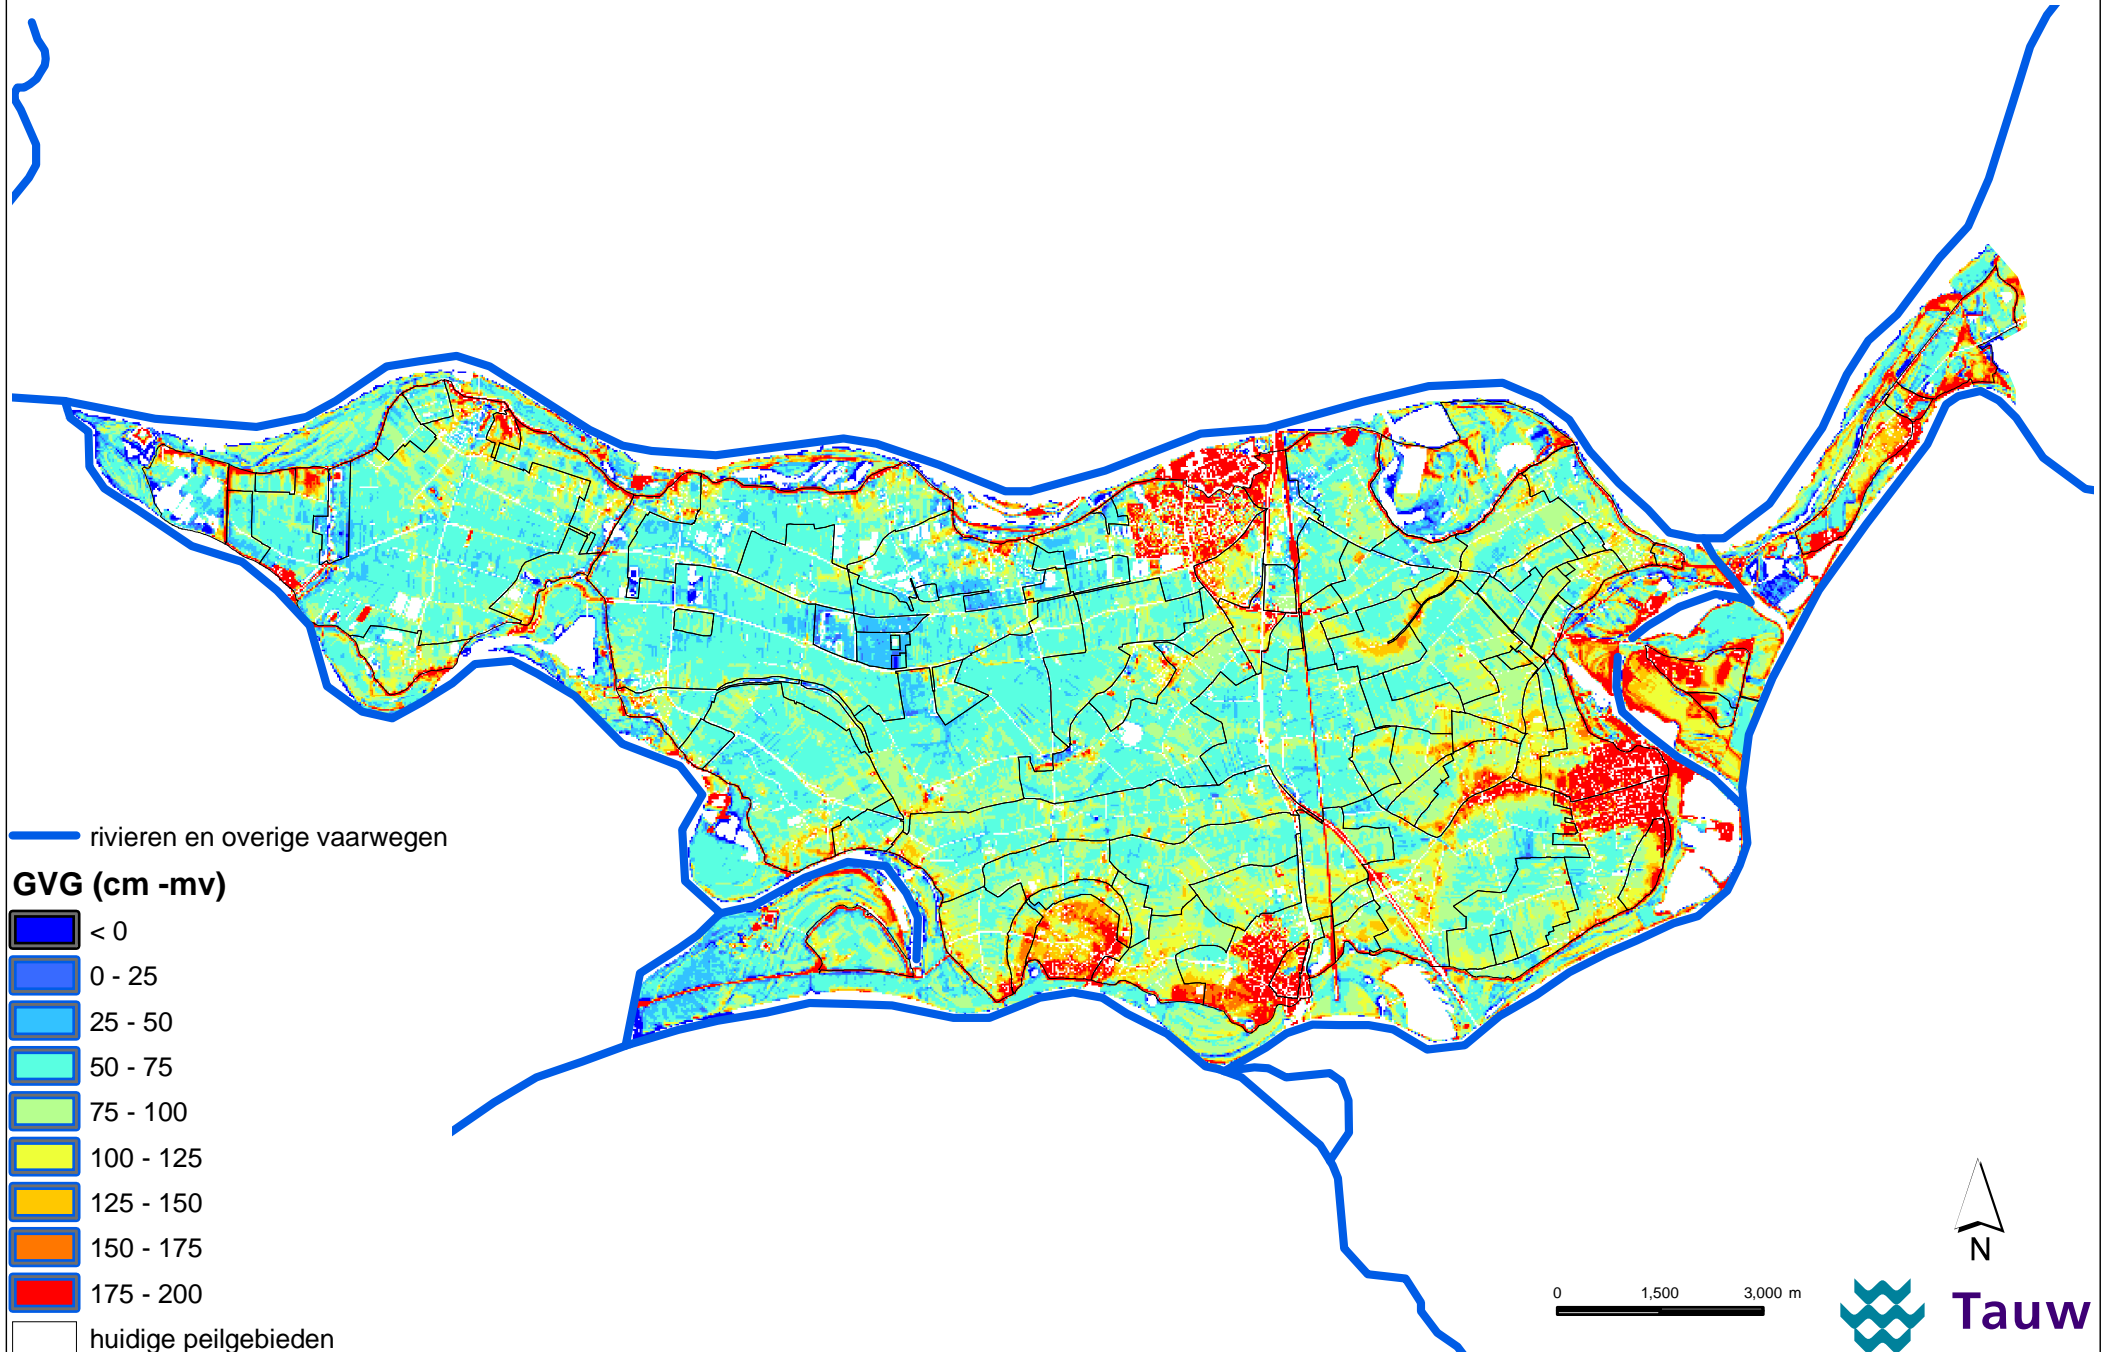 rivieren en overige vaarwegen
GVG (cm -mv)
< 0
0 - 25
25 - 50
50 - 75
75 - 100
100 - 125
125 - 150
150 - 175
175 - 200
huidige peilgebieden
N
0 1,500 3,000 m
Tauw